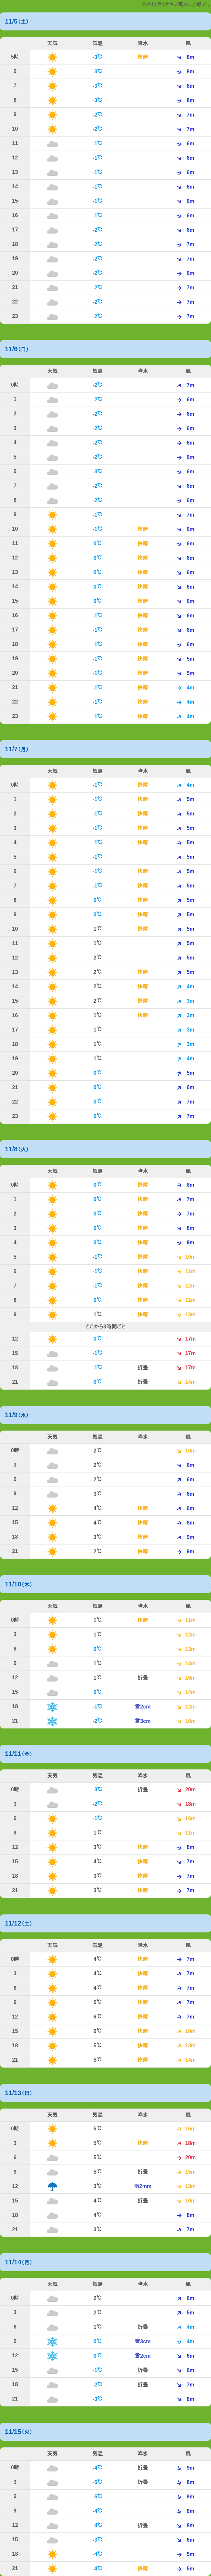 (オキノ耳)の予報です
11/5(土)
天気 気温 降水 風
5時 -3℃ 快晴 8m
6 -3℃ 8m
7 -3℃ 8m
8 -3℃ 8m
9 -2℃ 7m
10 -2℃ 7m
11 -1℃ 6m
12 -1℃ 6m
13 -1℃ 6m
14 -1℃ 6m
15 -1℃ 6m
16 -1℃ 6m
17 -2℃ 6m
18 -2℃ 7m
19 -2℃ 7m
20 -2℃ 6m
21 -2℃ 7m
22 -2℃ 7m
23 -2℃ 7m
11/6(日)
天気 気温 降水 風
0時 -2℃ 7m
1 -2℃ 6m
2 -2℃ 6m
3 -2℃ 6m
4 -2℃ 6m
5 -2℃ 6m
6 -3℃ 6m
7 -2℃ 6m
8 -2℃ 6m
9 -1℃ 7m
10 -1℃ 快晴 6m
11 0℃ 快晴 6m
12 0℃ 快晴 6m
13 0℃ 快晴 6m
14 0℃ 快晴 6m
15 0℃ 快晴 6m
16 -1℃ 快晴 6m
17 -1℃ 快晴 6m
18 -1℃ 快晴 6m
19 -1℃ 快晴 5m
20 -1℃ 快晴 5m
21 -1℃ 快晴 4m
22 -1℃ 快晴 4m
23 -1℃ 快晴 4m
11/7(月)
天気 気温 降水 風
0時 -1℃ 快晴 4m
1 -1℃ 快晴 5m
2 -1℃ 快晴 5m
3 -1℃ 快晴 5m
4 -1℃ 快晴 5m
5 -1℃ 5m
6 -1℃ 快晴 5m
7 -1℃ 快晴 5m
8 0℃ 快晴 5m
9 0℃ 快晴 5m
10 1℃ 快晴 5m
11 1℃ 5m
12 2℃ 5m
13 2℃ 快晴 5m
14 2℃ 快晴 4m
15 2℃ 快晴 3m
16 1℃ 快晴 3m
17 1℃ 3m
18 1℃ 3m
19 1℃ 4m
20 0℃ 5m
21 0℃ 6m
22 0℃ 7m
23 0℃ 7m
11/8(火)
天気 気温 降水 風
0時 0℃ 快晴 8m
1 0℃ 快晴 7m
2 0℃ 快晴 7m
3 0℃ 快晴 8m
4 0℃ 快晴 9m
5 -1℃ 快晴 10m
6 -1℃ 快晴 11m
7 -1℃ 快晴 12m
8 0℃ 快晴 12m
9 1℃ 快晴 13m
ここから3時間ごと
12 0℃ 17m
15 -1℃ 17m
18 -1℃ 折畳 17m
21 0℃ 折畳 14m
11/9(水)
天気 気温 降水 風
0時 2℃ 10m
3 2℃ 6m
6 2℃ 6m
9 3℃ 6m
12 4℃ 快晴 6m
15 4℃ 快晴 8m
18 3℃ 快晴 9m
21 2℃ 快晴 9m
11/10(木)
天気 気温 降水 風
0時 1℃ 快晴 11m
3 1℃ 12m
6 0℃ 13m
9 1℃ 14m
12 1℃ 折畳 16m
15 0℃ 14m
18 -1℃ 雪2cm 12m
21 -2℃ 雪3cm 16m
11/11(金)
天気 気温 降水 風
0時 -3℃ 折畳 20m
3 -2℃ 18m
6 -1℃ 16m
9 1℃ 11m
12 3℃ 快晴 8m
15 4℃ 快晴 7m
18 3℃ 快晴 7m
21 3℃ 快晴 7m
11/12(土)
天気 気温 降水 風
0時 4℃ 快晴 7m
3 4℃ 快晴 7m
6 4℃ 快晴 7m
9 5℃ 快晴 7m
12 6℃ 快晴 7m
15 6℃ 快晴 10m
18 5℃ 快晴 13m
21 5℃ 快晴 14m
11/13(日)
天気 気温 降水 風
0時 5℃ 16m
3 5℃ 快晴 18m
6 5℃ 20m
9 5℃ 折畳 15m
12 3℃ 雨2mm 13m
15 4℃ 折畳 10m
18 4℃ 8m
21 3℃ 7m
11/14(月)
天気 気温 降水 風
0時 2℃ 6m
3 2℃ 5m
6 1℃ 折畳 4m
9 0℃ 雪3cm 4m
12 0℃ 雪2cm 6m
15 -1℃ 折畳 6m
18 -2℃ 折畳 7m
21 -3℃ 8m
11/15(火)
天気 気温 降水 風
0時 -4℃ 折畳 9m
3 -5℃ 折畳 8m
6 -5℃ 8m
9 -4℃ 8m
12 -4℃ 折畳 8m
15 -3℃ 6m
18 -4℃ 5m
21 -4℃ 快晴 5m